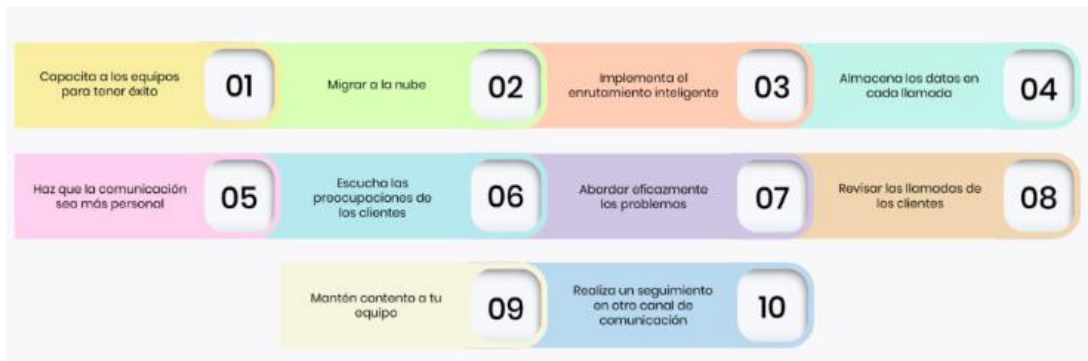 Capacita a los equipos
para tener éxito
01
Migrar a la nube
02
Implementa el
enrutamiento inteligente
03
Almacena los datos en
cada llamada
04
Haz que la comunicación
sea más personal
05
Escucha las
preocupaciones de
los clientes
06
Abordar eficazmente
los problemas
07
Revisar las llamadas de
los clientes
08
Mantén contento a tu
equipo
09
Realiza un seguimiento
en otro canal de
comunicación
10